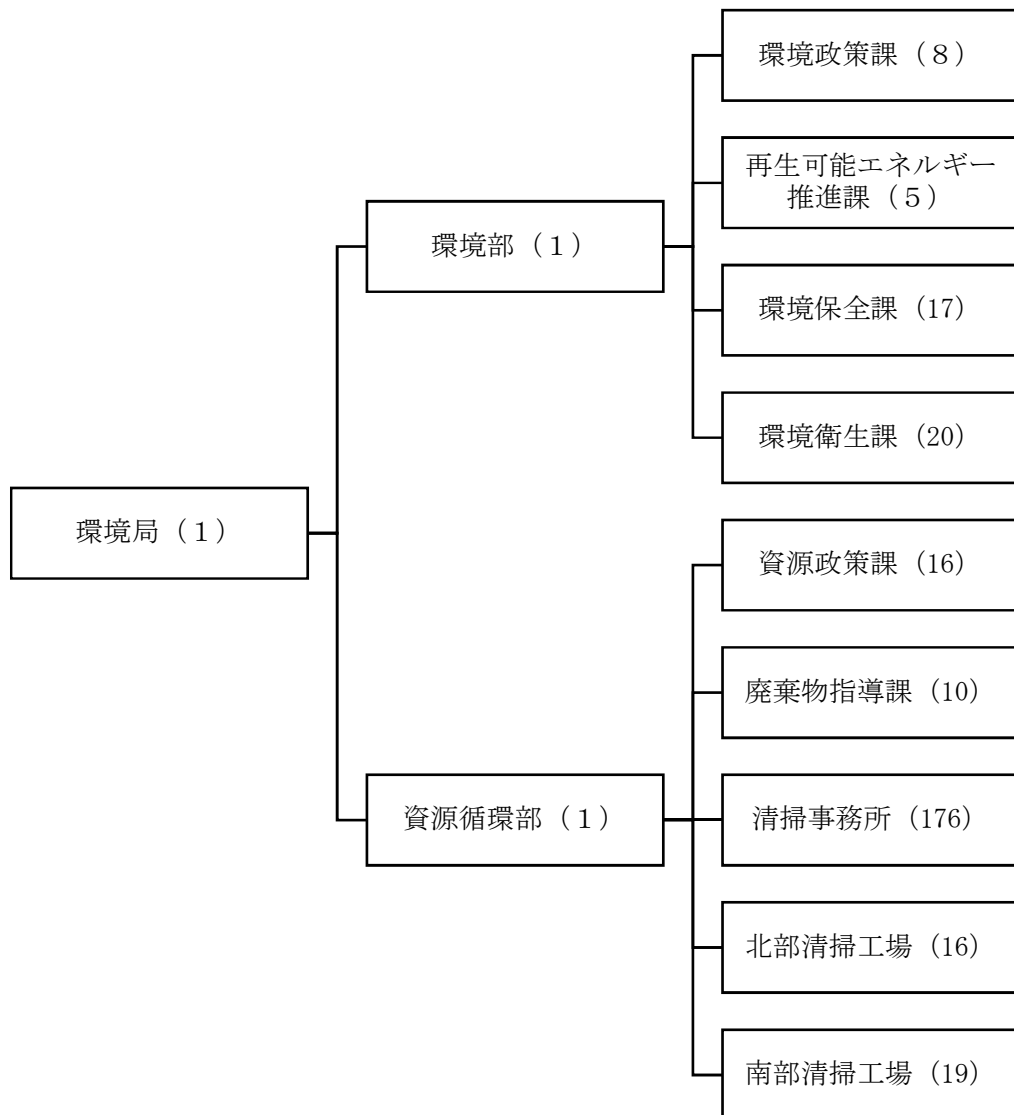 環境政策課（８）
再生可能エネルギー
推進課（５）
環境部（１）
環境保全課（17）
環境衛生課（20）
環境局（１）
資源政策課（16）
廃棄物指導課（10）
資源循環部（１）
清掃事務所（176）
北部清掃工場（16）
南部清掃工場（19）